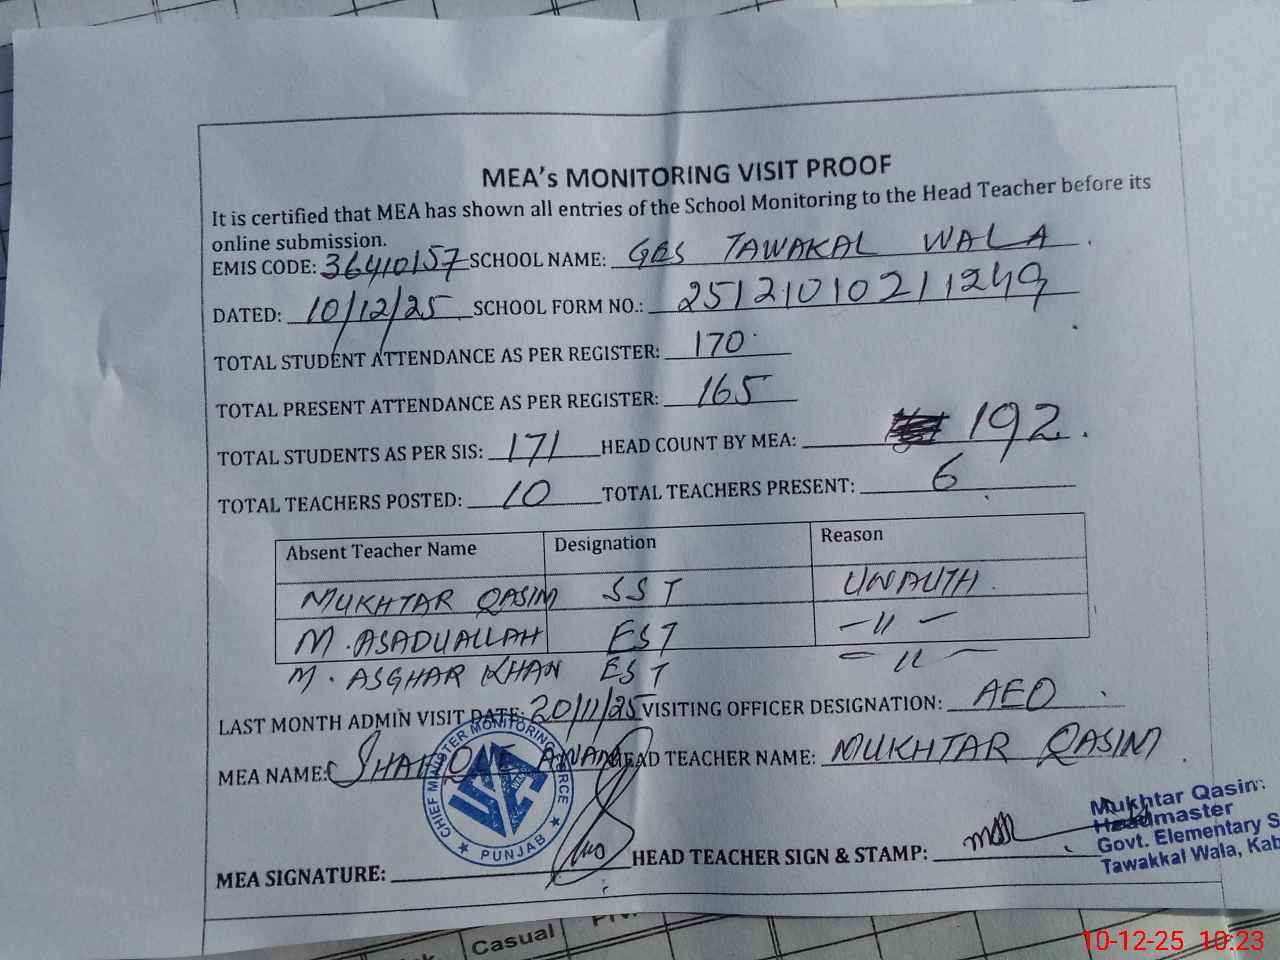 MEA's MONITORING VISIT PROOF
It is certified that MEA has shown all entries of the School Monitoring to the Head Teacher before its
online submission.
EMIS CODE: 36410157 SCHOOL NAME: GES TAWAKAL WALA
DATED: 10/12/25 SCHOOL FORM NO.: 251210102111249
TOTAL STUDENT ATTENDANCE AS PER REGISTER: 170
TOTAL PRESENT ATTENDANCE AS PER REGISTER: 165
TOTAL STUDENTS AS PER SIS: 171 HEAD COUNT BY MEA: 192
TOTAL TEACHERS POSTED: 10 TOTAL TEACHERS PRESENT: 6
Absent Teacher Name Designation Reason
MUKHTAR QASIM SST UNAUTH.
M. ASADUALLAH EST -11-
M. ASGHAR KHAN EST -11-
LAST MONTH ADMIN VISIT DATE: 20/11/25 VISITING OFFICER DESIGNATION: AEO
MEA NAME: AWAN HEAD TEACHER NAME: MUKHTAR QASIM
CHIEF MINISTER MONITORING FORCE
PUNJAB
MEA SIGNATURE: HEAD TEACHER SIGN & STAMP:
Mukhtar Qasim
Headmaster
Govt. Elementary S
Tawakkal Wala, Kab
Casual
10-12-25 10:23